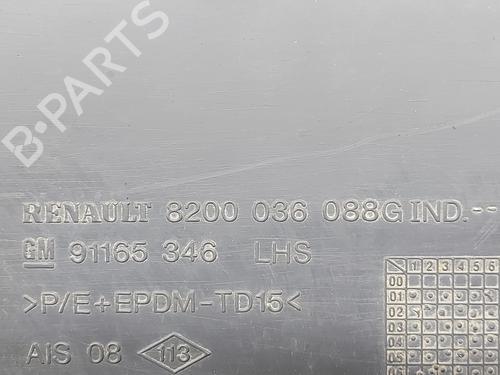 B-PARTS
RENAULT 8200 036 088G IND.--
GM 91165 346 LHS
>P/E+EPDM-TD15<
AIS 08 113
1 2 3 4 5 6
00
01
02
03
04
05